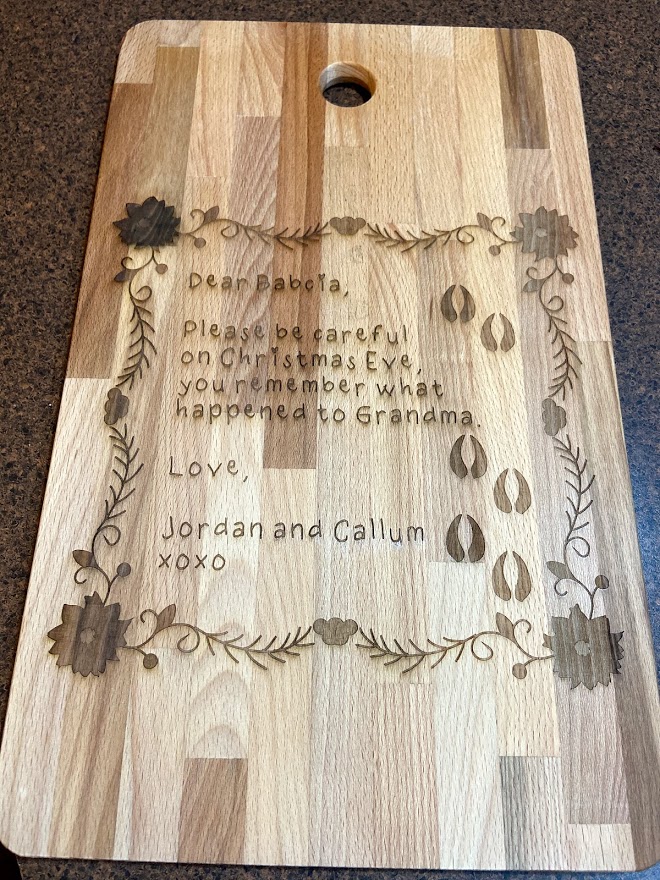 Dear Babcia,
Please be careful
on Christmas Eve,
you remember what
happened to Grandma.
Love,
Jordan and Callum
xoxo